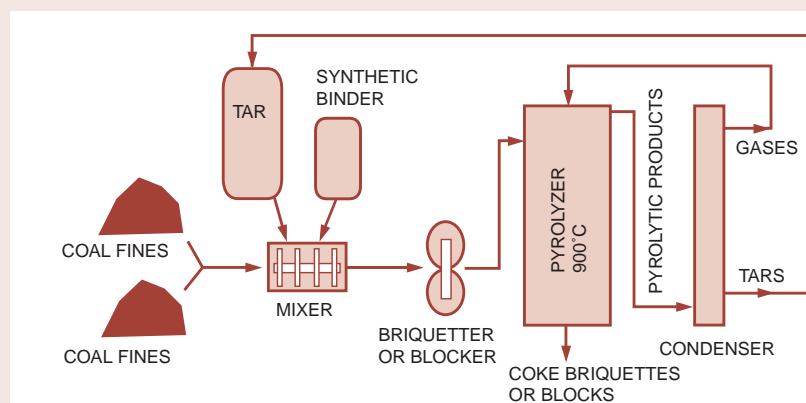 SYNTHETIC
BINDER
TAR
COAL FINES
COAL FINES
MIXER
BRIQUETTER
OR BLOCKER
PYROLYZER
900°C
PYROLYTIC PRODUCTS
GASES
TARS
CONDENSER
COKE BRIQUETTES
OR BLOCKS